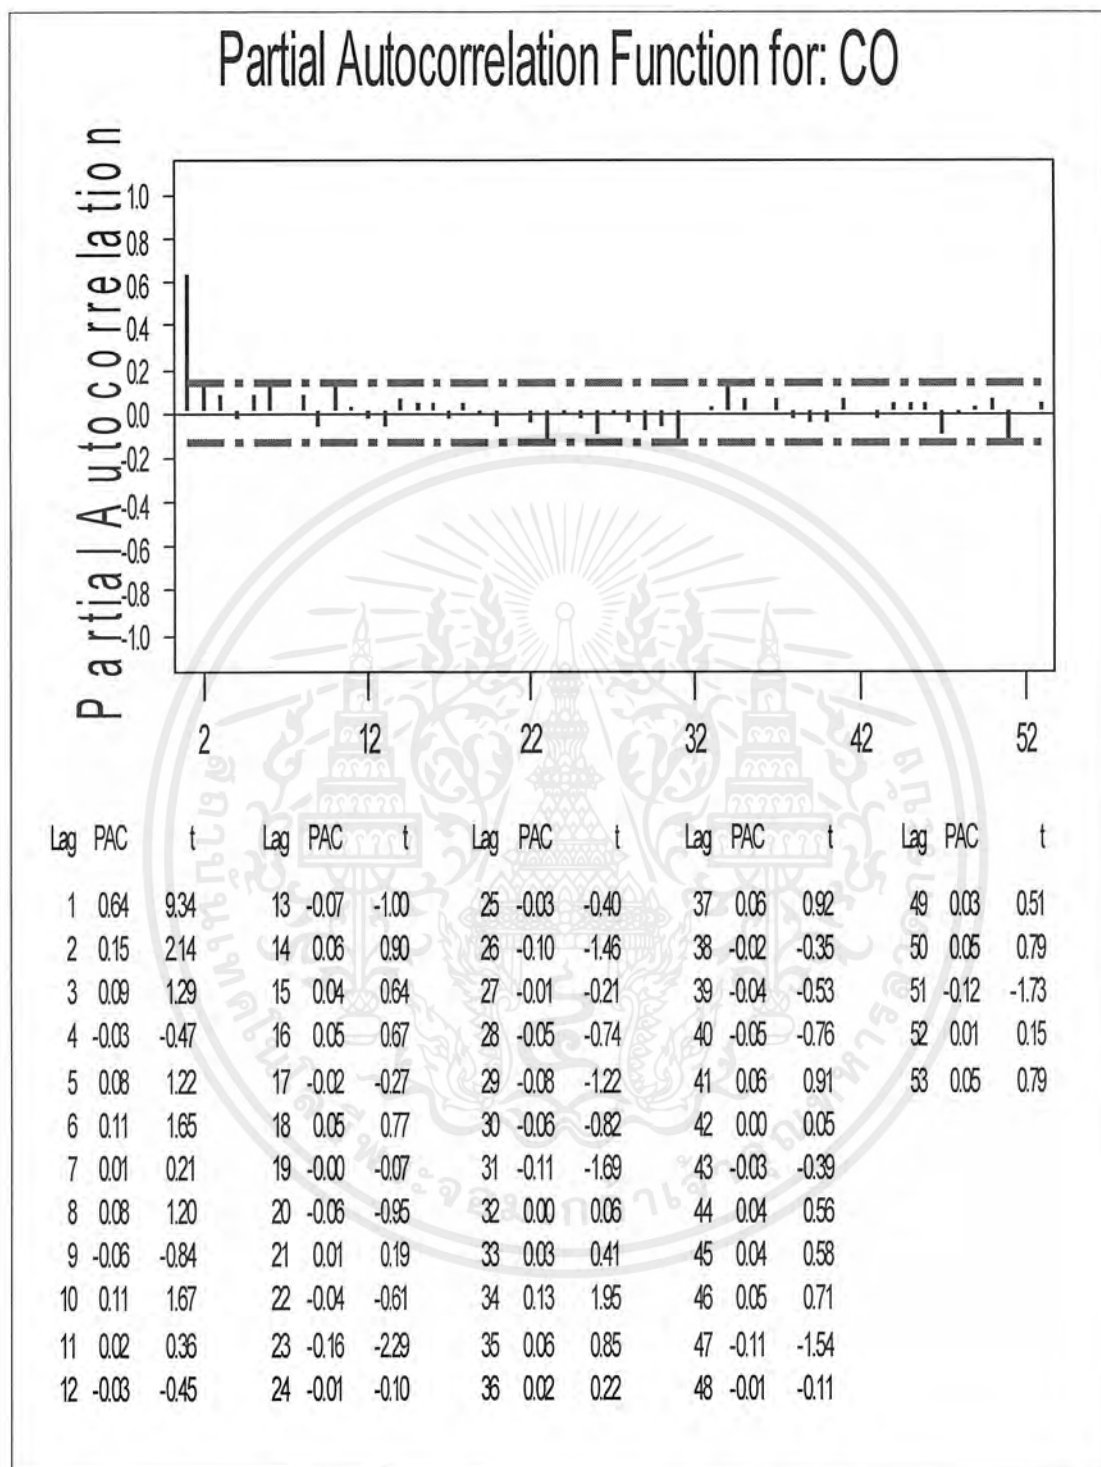 Partial Autocorrelation Function for: CO
Partial Autocorrelation
1.0
0.8
0.6
0.4
0.2
0.0
-0.2
-0.4
-0.6
-0.8
-1.0
2 12 22 32 42 52
Lag PAC t Lag PAC t Lag PAC t Lag PAC t Lag PAC t
1 0.64 9.34 13 -0.07 -1.00 25 -0.03 -0.40 37 0.06 0.92 49 0.03 0.51
2 0.15 2.14 14 0.06 0.90 26 -0.10 -1.46 38 -0.02 -0.35 50 0.05 0.79
3 0.09 1.29 15 0.04 0.64 27 -0.01 -0.21 39 -0.04 -0.53 51 -0.12 -1.73
4 -0.03 -0.47 16 0.05 0.67 28 -0.05 -0.74 40 -0.05 -0.76 52 0.01 0.15
5 0.08 1.22 17 -0.02 -0.27 29 -0.08 -1.22 41 0.06 0.91 53 0.05 0.79
6 0.11 1.65 18 0.05 0.77 30 -0.06 -0.82 42 0.00 0.05
7 0.01 0.21 19 -0.00 -0.07 31 -0.11 -1.69 43 -0.03 -0.39
8 0.08 1.20 20 -0.06 -0.95 32 0.00 0.06 44 0.04 0.56
9 -0.06 -0.84 21 0.01 0.19 33 0.03 0.41 45 0.04 0.58
10 0.11 1.67 22 -0.04 -0.61 34 0.13 1.95 46 0.05 0.71
11 0.02 0.36 23 -0.16 -2.29 35 0.06 0.85 47 -0.11 -1.54
12 -0.03 -0.45 24 -0.01 -0.10 36 0.02 0.22 48 -0.01 -0.11